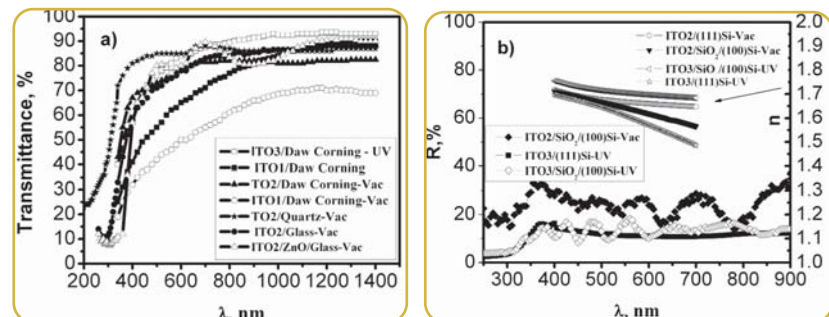 a)
Transmittance, %
100
90
80
70
60
50
40
30
20
10
0
200 400 600 800 1000 1200 1400
λ, nm
ITO3/Daw Corning - UV
ITO1/Daw Corning
TO2/Daw Corning-Vac
ITO1/Daw Corning-Vac
TO2/Quartz-Vac
ITO2/Glass-Vac
ITO2/ZnO/Glass-Vac
b)
R,%
100
80
60
40
20
0
300 400 500 600 700 800 900
λ, nm
n
2.0
1.9
1.8
1.7
1.6
1.5
1.4
1.3
1.2
1.1
1.0
ITO2/(111)Si-Vac
ITO2/SiO2/(100)Si-Vac
ITO3/SiO /(100)Si-UV
ITO3/(111)Si-UV
ITO2/SiO2/(100)Si-Vac
ITO3/(111)Si-UV
ITO3/SiO2/(100)Si-UV